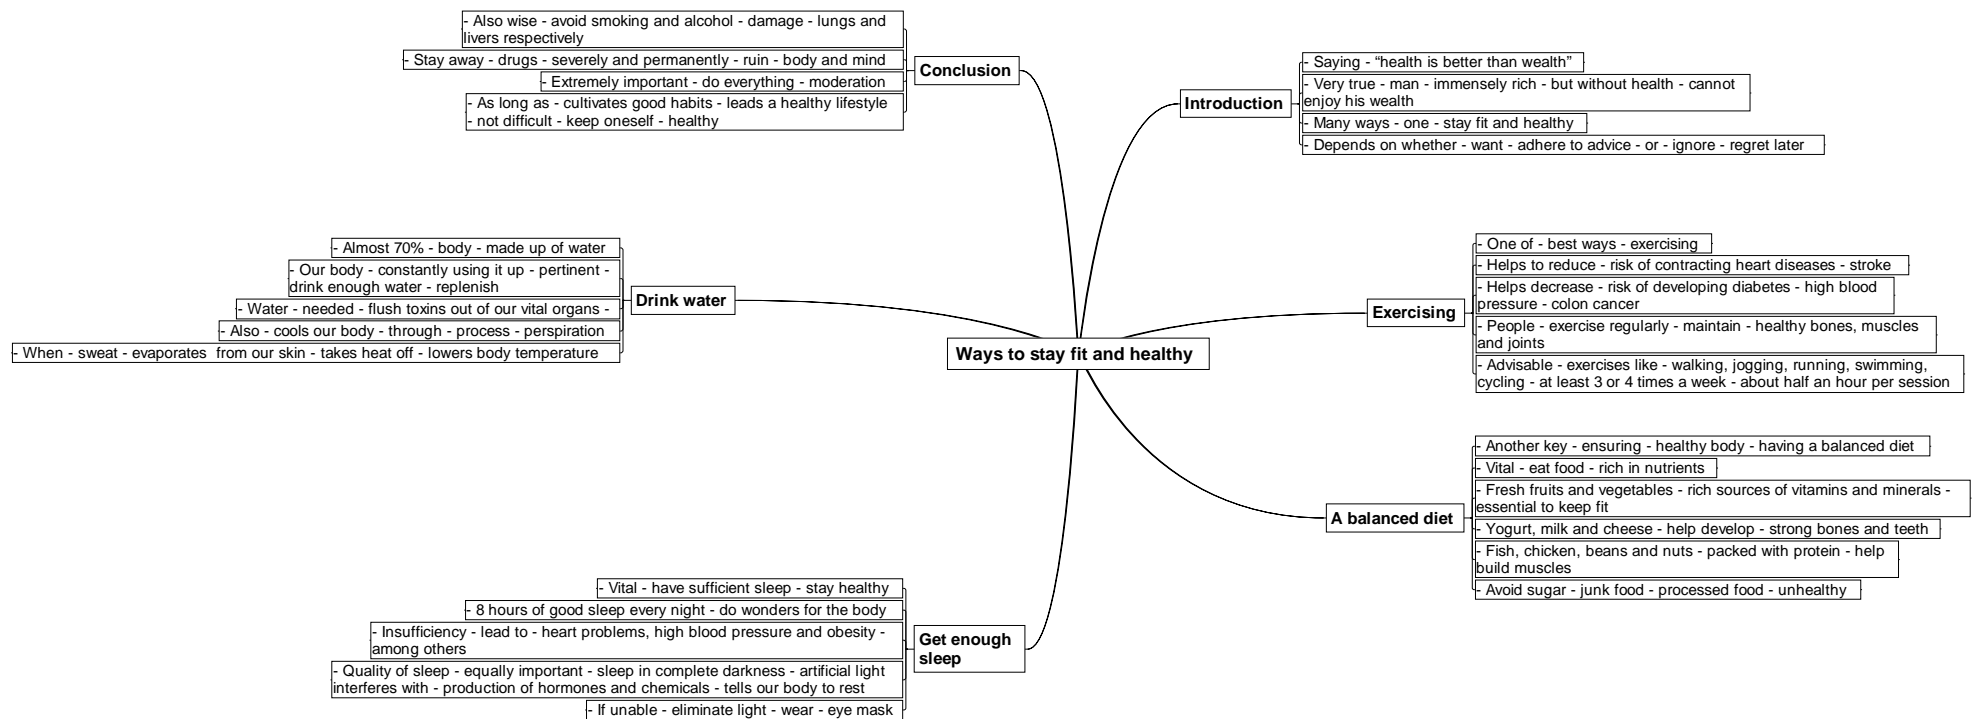 Ways to stay fit and healthy
Introduction
- Saying - “health is better than wealth”
- Very true - man - immensely rich - but without health - cannot
enjoy his wealth
- Many ways - one - stay fit and healthy
- Depends on whether - want - adhere to advice - or - ignore - regret later
Exercising
- One of - best ways - exercising
- Helps to reduce - risk of contracting heart diseases - stroke
- Helps decrease - risk of developing diabetes - high blood
pressure - colon cancer
- People - exercise regularly - maintain - healthy bones, muscles
and joints
- Advisable - exercises like - walking, jogging, running, swimming,
cycling - at least 3 or 4 times a week - about half an hour per session
A balanced diet
- Another key - ensuring - healthy body - having a balanced diet
- Vital - eat food - rich in nutrients
- Fresh fruits and vegetables - rich sources of vitamins and minerals -
essential to keep fit
- Yogurt, milk and cheese - help develop - strong bones and teeth
- Fish, chicken, beans and nuts - packed with protein - help
build muscles
- Avoid sugar - junk food - processed food - unhealthy
Get enough
sleep
- Vital - have sufficient sleep - stay healthy
- 8 hours of good sleep every night - do wonders for the body
- Insufficiency - lead to - heart problems, high blood pressure and obesity -
among others
- Quality of sleep - equally important - sleep in complete darkness - artificial light
interferes with - production of hormones and chemicals - tells our body to rest
- If unable - eliminate light - wear - eye mask
Drink water
- Almost 70% - body - made up of water
- Our body - constantly using it up - pertinent -
drink enough water - replenish
- Water - needed - flush toxins out of our vital organs -
- Also - cools our body - through - process - perspiration
- When - sweat - evaporates from our skin - takes heat off - lowers body temperature
Conclusion
- Also wise - avoid smoking and alcohol - damage - lungs and
livers respectively
- Stay away - drugs - severely and permanently - ruin - body and mind
- Extremely important - do everything - moderation
- As long as - cultivates good habits - leads a healthy lifestyle
- not difficult - keep oneself - healthy